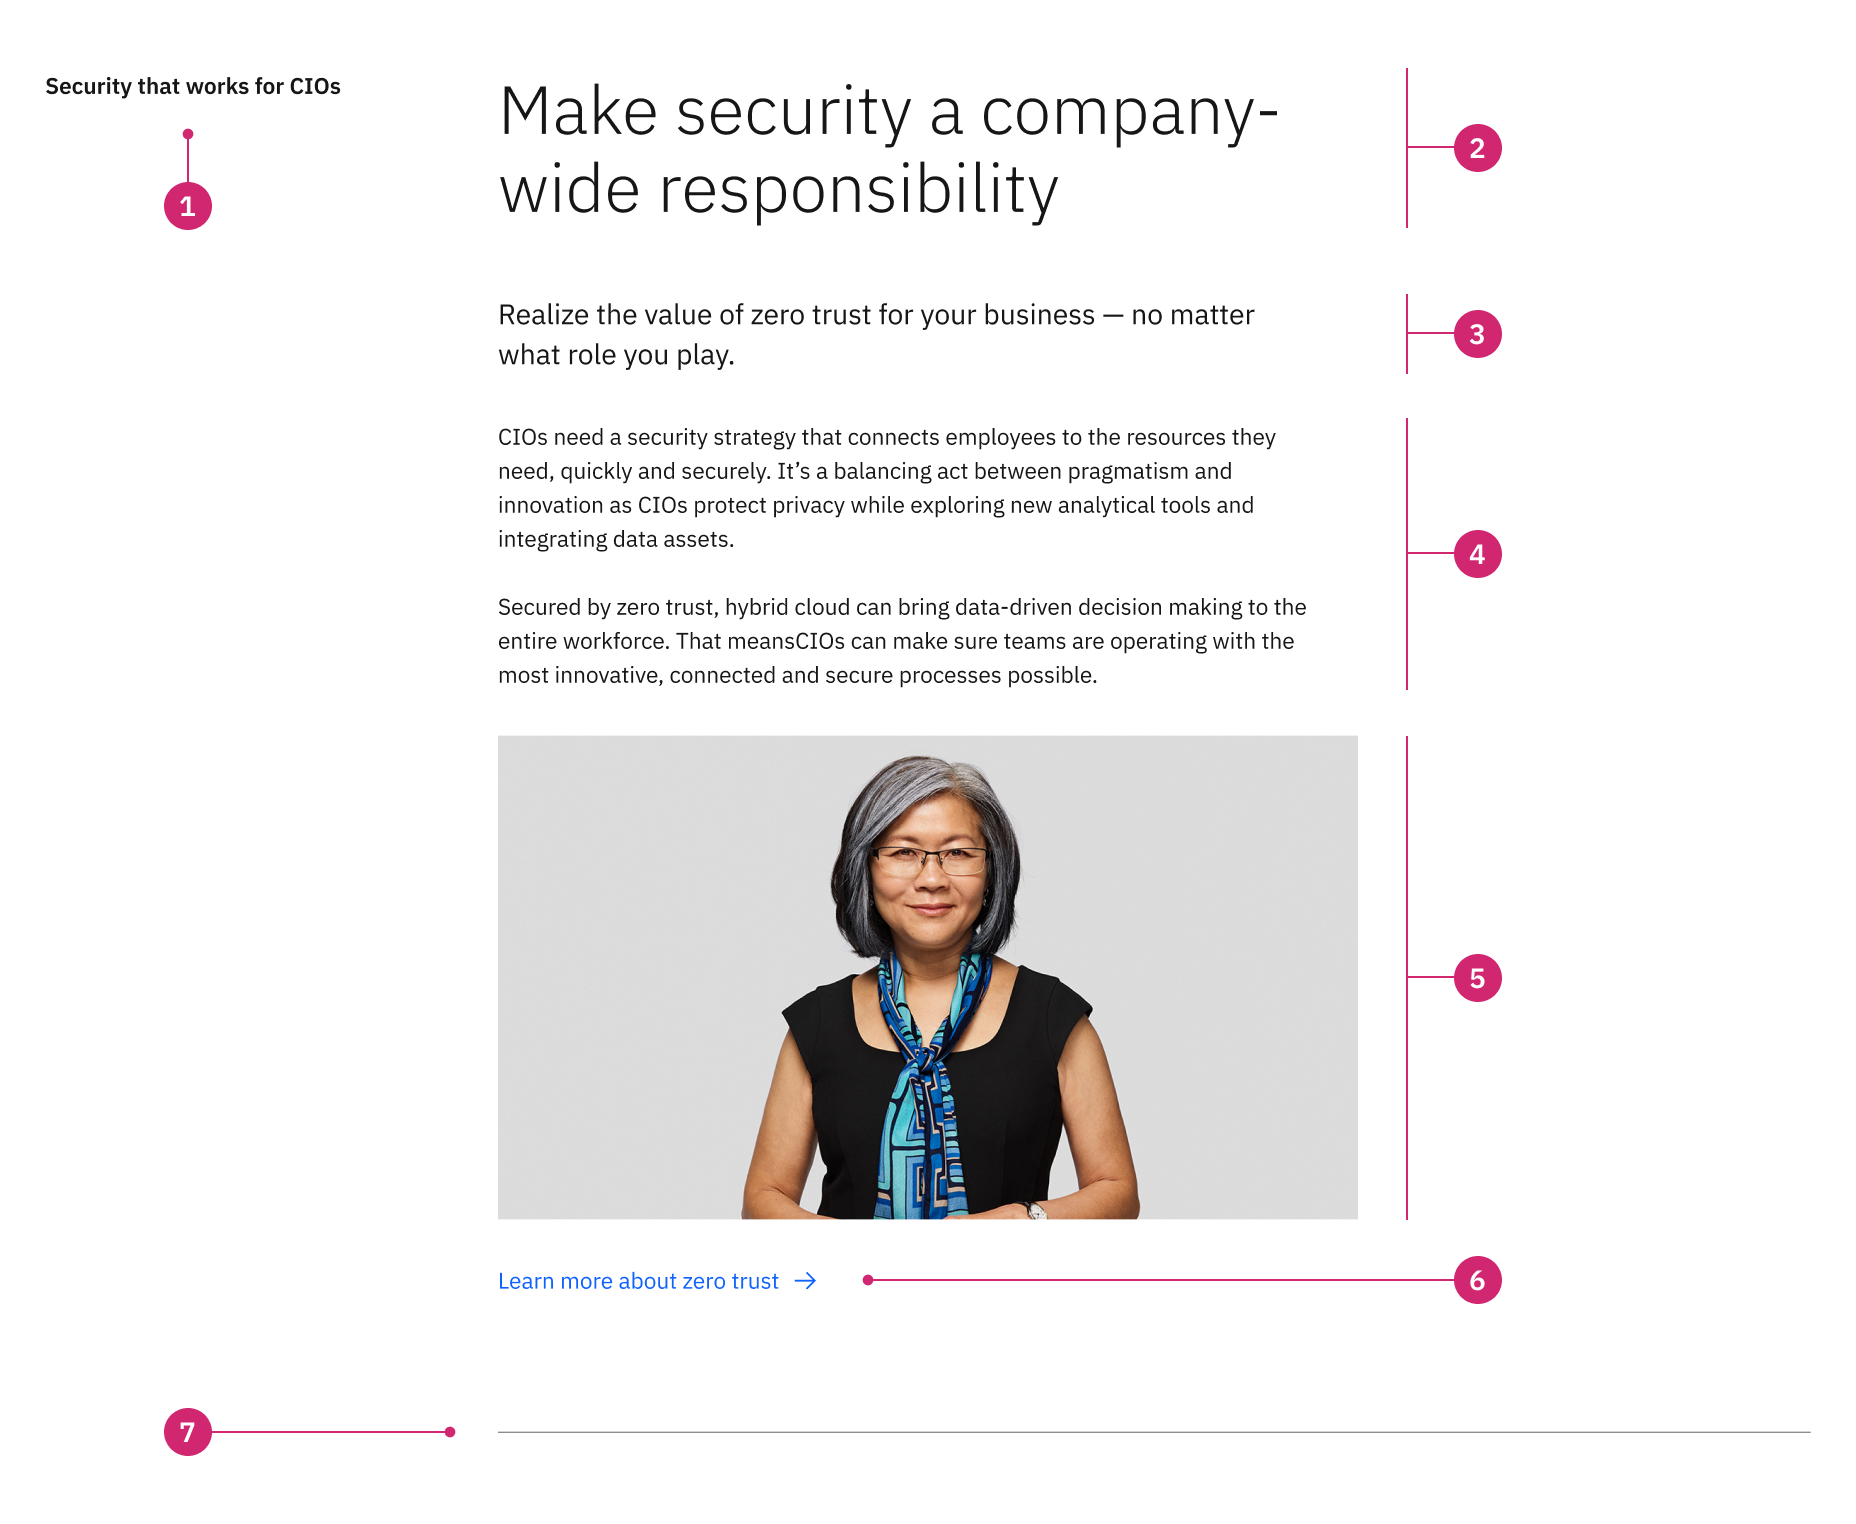 Security that works for CIOs
1
Make security a company-
wide responsibility
2
Realize the value of zero trust for your business — no matter
what role you play.
3
CIOs need a security strategy that connects employees to the resources they
need, quickly and securely. It’s a balancing act between pragmatism and
innovation as CIOs protect privacy while exploring new analytical tools and
integrating data assets.
4
Secured by zero trust, hybrid cloud can bring data-driven decision making to the
entire workforce. That meansCIOs can make sure teams are operating with the
most innovative, connected and secure processes possible.
5
Learn more about zero trust →
6
7